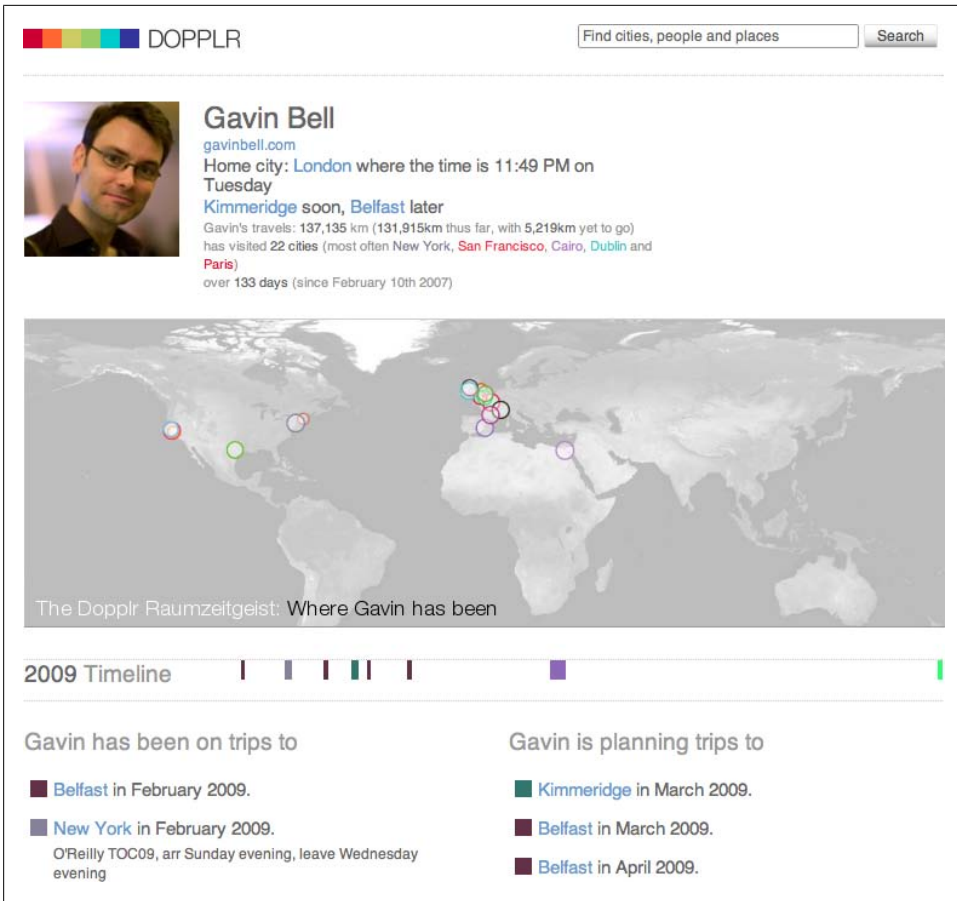 DOPPLR
Find cities, people and places
Search
Gavin Bell
gavinbell.com
Home city: London where the time is 11:49 PM on
Tuesday
Kimmeridge soon, Belfast later
Gavin's travels: 137,135 km (131,915km thus far, with 5,219km yet to go)
has visited 22 cities (most often New York, San Francisco, Cairo, Dublin and
Paris)
over 133 days (since February 10th 2007)
The Dopplr Raumzeitgeist: Where Gavin has been
2009 Timeline
Gavin has been on trips to
Belfast in February 2009.
New York in February 2009.
O'Reilly TOC09, arr Sunday evening, leave Wednesday
evening
Gavin is planning trips to
Kimmeridge in March 2009.
Belfast in March 2009.
Belfast in April 2009.